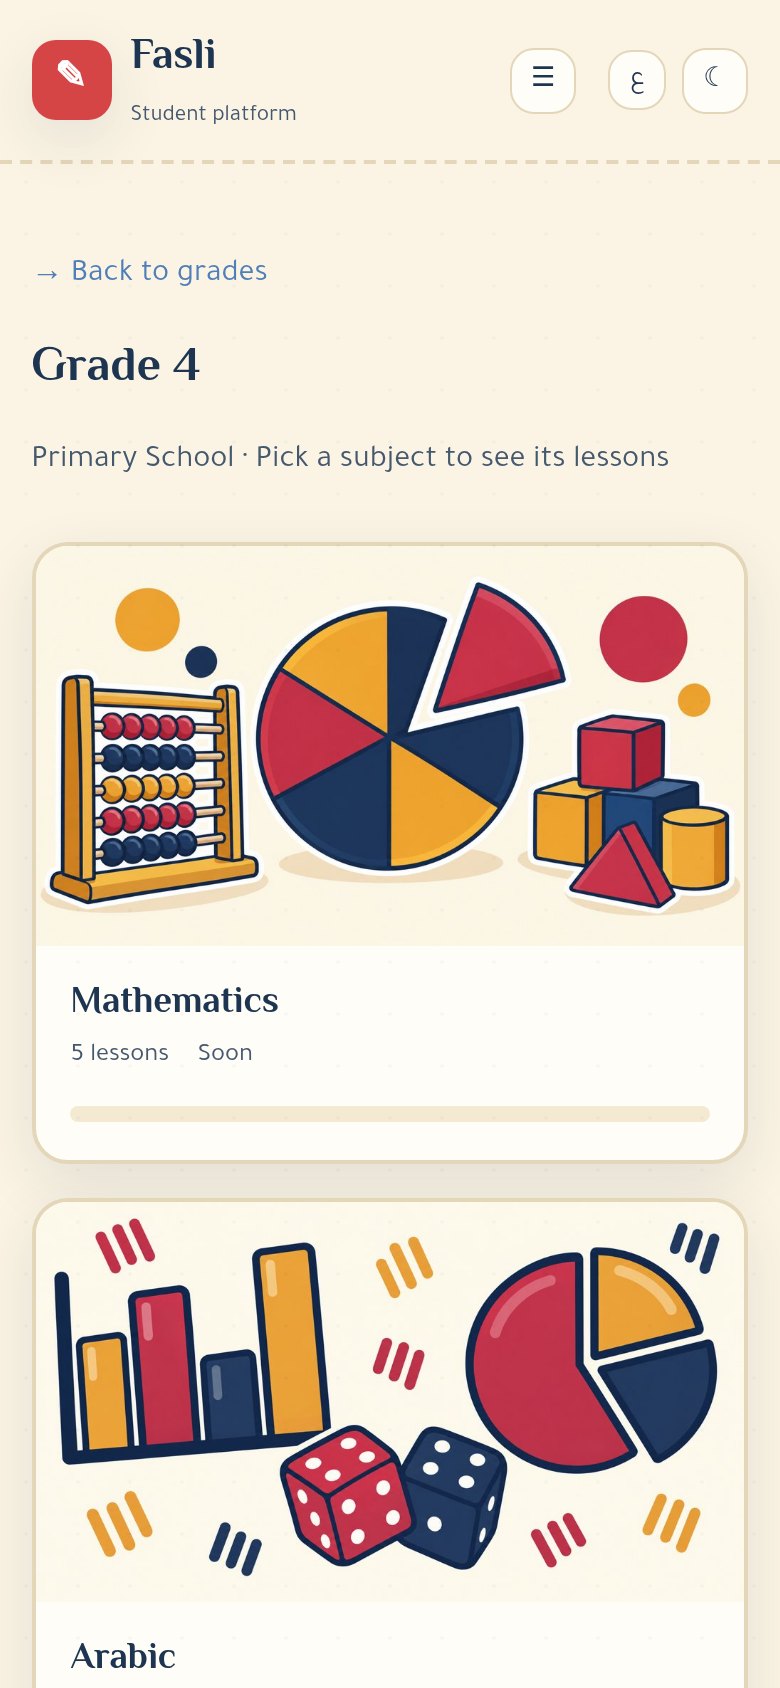 Fasli
Student platform
☰
ع
☾
→ Back to grades
Grade 4
Primary School · Pick a subject to see its lessons
Mathematics
5 lessons Soon
Arabic